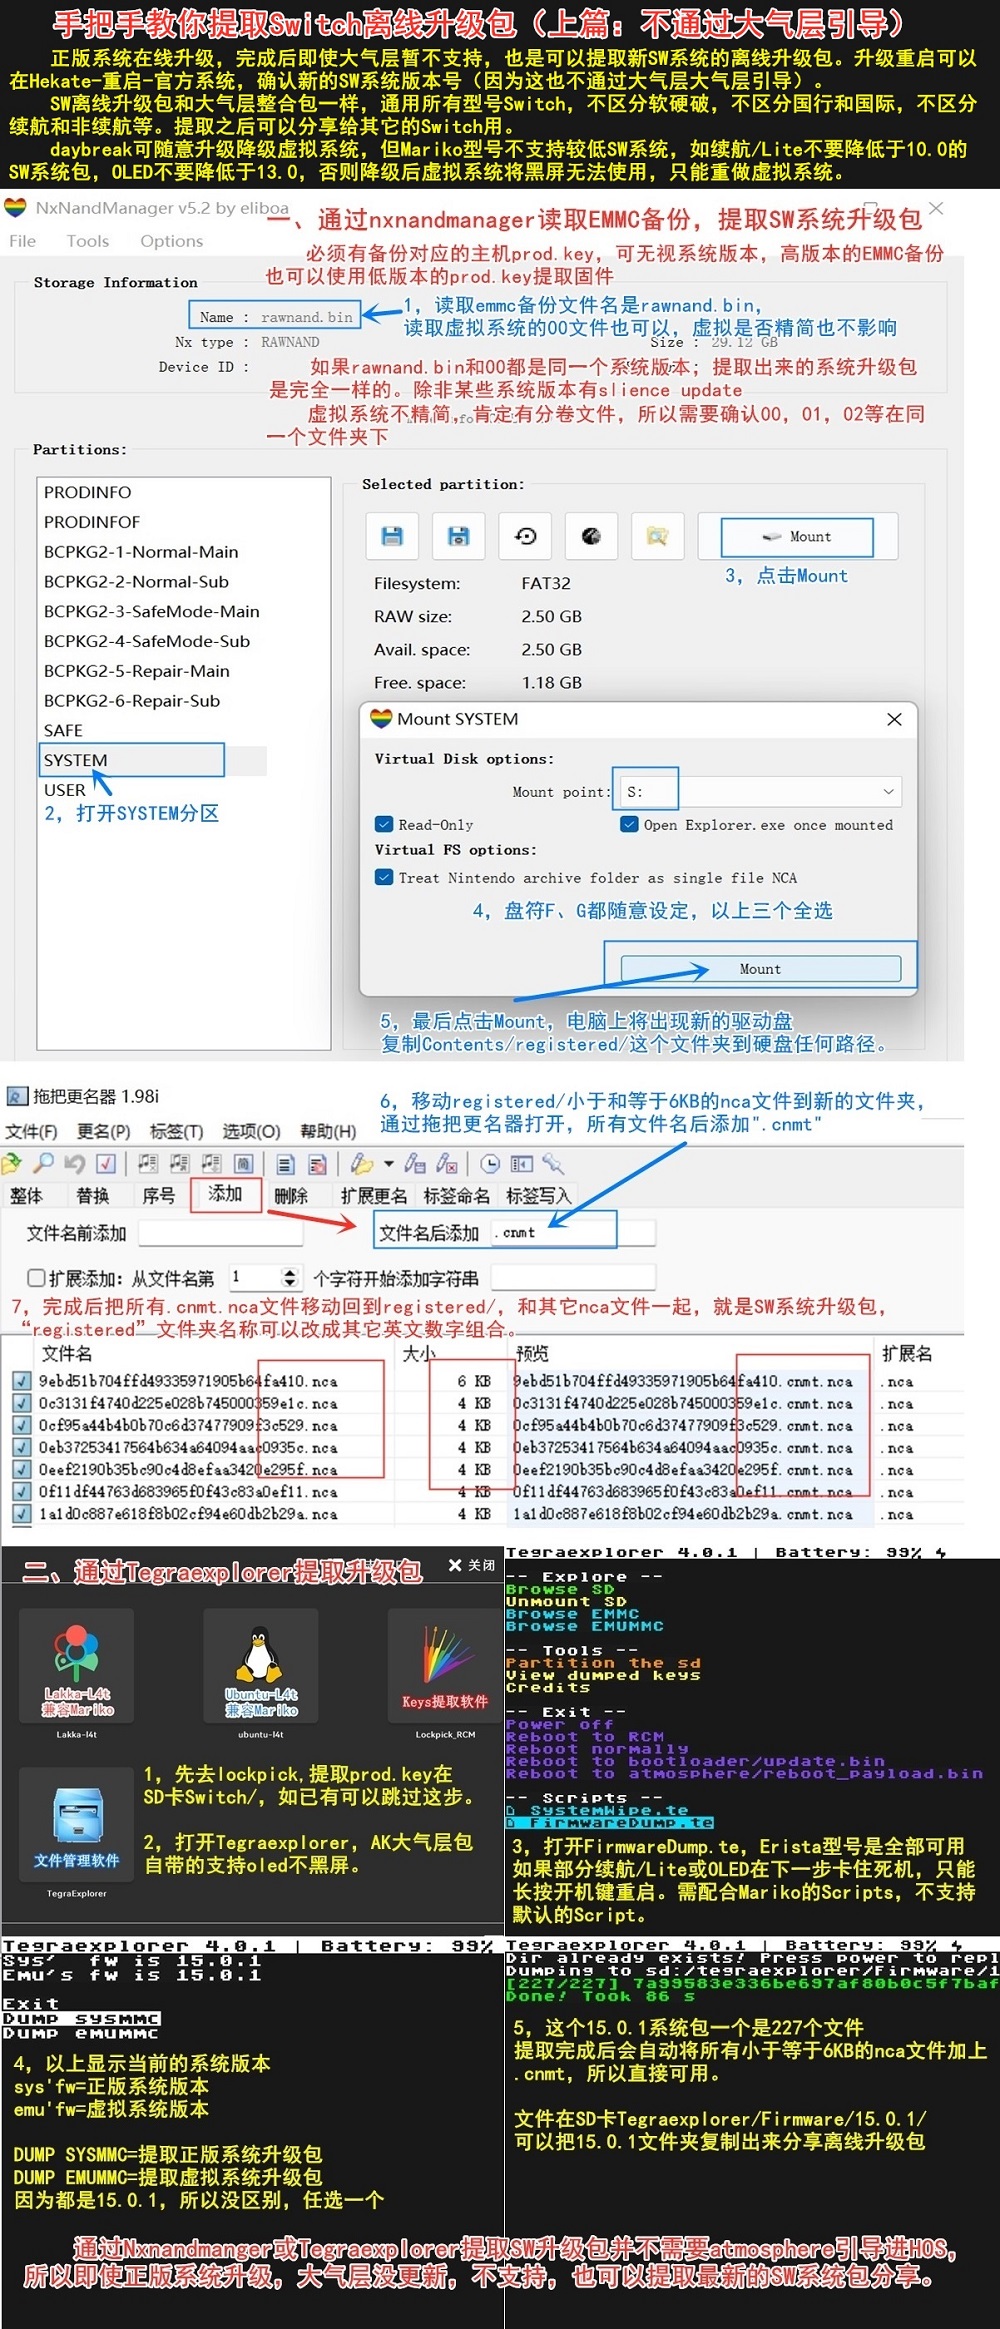 手把手教你提取Switch离线升级包（上篇：不通过大气层引导）
正版系统在线升级，完成后即使大气层暂不支持，也是可以提取新SW系统的离线升级包。升级重启可以
在Hekate-重启-官方系统，确认新的SW系统版本号（因为这也不通过大气层大气层引导）。
SW离线升级包和大气层整合包一样，通用所有型号Switch，不区分软硬破，不区分国行和国际，不区分
续航和非续航等。提取之后可以分享给其它的Switch用。
daybreak可随意升级降级虚拟系统，但Mariko型号不支持较低SW系统，如续航/Lite不要降低于10.0的
SW系统包，OLED不要降低于13.0，否则降级后虚拟系统将黑屏无法使用，只能重做虚拟系统。
NxNandManager v5.2 by eliboa
一、通过nxnandmanager读取EMMC备份，提取SW系统升级包
File Tools Options
必须有备份对应的主机prod.key，可无视系统版本，高版本的EMMC备份
也可以使用低版本的prod.key提取固件
Storage Information
Name : rawnand.bin
1，读取emmc备份文件名是rawnand.bin，
读取虚拟系统的00文件也可以，虚拟是否精简也不影响
Nx type : RAWNAND
Size : 29.12 GB
Device ID :
如果rawnand.bin和00都是同一个系统版本；提取出来的系统升级包
是完全一样的。除非某些系统版本有slience update
虚拟系统不精简，肯定有分卷文件，所以需要确认00，01，02等在同
一个文件夹下
Partitions:
PRODINFO
PRODINFOF
BCPKG2-1-Normal-Main
BCPKG2-2-Normal-Sub
BCPKG2-3-SafeMode-Main
BCPKG2-4-SafeMode-Sub
BCPKG2-5-Repair-Main
BCPKG2-6-Repair-Sub
SAFE
SYSTEM
USER
2，打开SYSTEM分区
Selected partition:
Mount
3，点击Mount
Filesystem: FAT32
RAW size: 2.50 GB
Avail. space: 2.50 GB
Free. space: 1.18 GB
Mount SYSTEM
Virtual Disk options:
Mount point: S:
Read-Only Open Explorer.exe once mounted
Virtual FS options:
Treat Nintendo archive folder as single file NCA
4，盘符F、G都随意设定，以上三个全选
Mount
5，最后点击Mount，电脑上将出现新的驱动盘
复制Contents/registered/这个文件夹到硬盘任何路径。
拖把更名器 1.98i
6，移动registered/小于和等于6KB的nca文件到新的文件夹，
通过拖把更名器打开，所有文件名后添加".cnmt"
文件(F) 更名(P) 标签(T) 选项(O) 帮助(H)
整体 替换 序号 添加 删除 扩展更名 标签命名 标签写入
文件名前添加 文件名后添加 .cnmt
扩展添加：从文件名第 1 个字符开始添加字符串
7，完成后把所有.cnmt.nca文件移动回到registered/，和其它nca文件一起，就是SW系统升级包，
“registered”文件夹名称可以改成其它英文数字组合。
文件名 大小 预览 扩展名
9ebd51b704ffd49335971905b64fa410.nca 6 KB 9ebd51b704ffd49335971905b64fa410.cnmt.nca .nca
0c3131f4740d225e028b745000359e1c.nca 4 KB 0c3131f4740d225e028b745000359e1c.cnmt.nca .nca
0cf95a44b4b0b70c6d37477909f3c529.nca 4 KB 0cf95a44b4b0b70c6d37477909f3c529.cnmt.nca .nca
0eb37253417564b634a64094aac0935c.nca 4 KB 0eb37253417564b634a64094aac0935c.cnmt.nca .nca
0eef2190b35bc90c4d8efaa3420e295f.nca 4 KB 0eef2190b35bc90c4d8efaa3420e295f.cnmt.nca .nca
0f11df44763d683965f0f43c83a0ef11.nca 4 KB 0f11df44763d683965f0f43c83a0ef11.cnmt.nca .nca
1a1d0c887e618f8b02cf94e60db2b29a.nca 4 KB 1a1d0c887e618f8b02cf94e60db2b29a.cnmt.nca .nca
二、通过Tegraexplorer提取升级包
关闭
Lakka-L4t
兼容Mariko
Lakka-l4t
Ubuntu-L4t
兼容Mariko
ubuntu-l4t
Keys提取软件
Lockpick_RCM
文件管理软件
TegraExplorer
1，先去lockpick,提取prod.key在
SD卡Switch/，如已有可以跳过这步。
2，打开Tegraexplorer，AK大气层包
自带的支持oled不黑屏。
Tegraexplorer 4.0.1 | Battery: 99%
-- Explore --
Browse SD
Unmount SD
Browse EMMC
Browse EMUMMC
-- Tools --
Partition the sd
View dumped keys
Credits
-- Exit --
Power off
Reboot to RCM
Reboot normally
Reboot to bootloader/update.bin
Reboot to atmosphere/reboot_payload.bin
-- Scripts --
SystemWipe.te
FirmwareDump.te
3，打开FirmwareDump.te，Erista型号是全部可用
如果部分续航/Lite或OLED在下一步卡住死机，只能
长按开机键重启。需配合Mariko的Scripts，不支持
默认的Script。
Tegraexplorer 4.0.1 | Battery: 99%
Sys' fw is 15.0.1
Emu's fw is 15.0.1
Exit
Dump sysmmc
Dump emummc
4，以上显示当前的系统版本
sys'fw=正版系统版本
emu'fw=虚拟系统版本
DUMP SYSMMC=提取正版系统升级包
DUMP EMUMMC=提取虚拟系统升级包
因为都是15.0.1，所以没区别，任选一个
Tegraexplorer 4.0.1 | Battery: 99%
Dir already exists! Press power to repl
Dumping to sd:/tegraexplorer/Firmware/1
[227/227] 7a99583e336be697af80b0c5f7baf
Done! Took 86 s
5，这个15.0.1系统包一个是227个文件
提取完成后会自动将所有小于等于6KB的nca文件加上
.cnmt，所以直接可用。
文件在SD卡Tegraexplorer/Firmware/15.0.1/
可以把15.0.1文件夹复制出来分享离线升级包
通过Nxnandmanger或Tegraexplorer提取SW升级包并不需要atmosphere引导进HOS，
所以即使正版系统升级，大气层没更新，不支持，也可以提取最新的SW系统包分享。